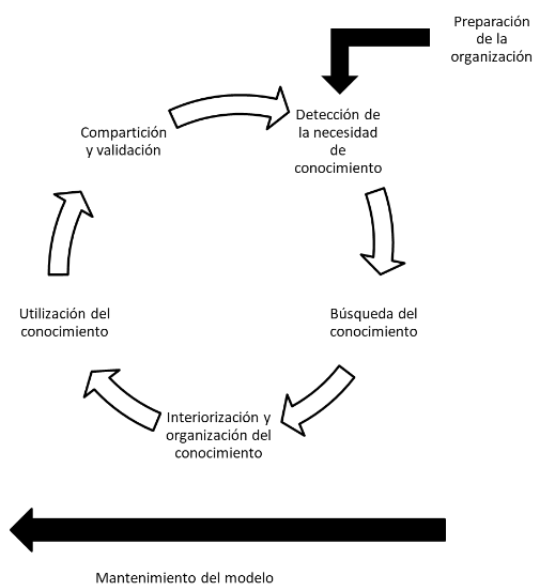 Preparación
de la
organización
Detección de
la necesidad
de
conocimiento
Búsqueda del
conocimiento
Interiorización y
organización del
conocimiento
Utilización del
conocimiento
Compartición
y validación
Mantenimiento del modelo